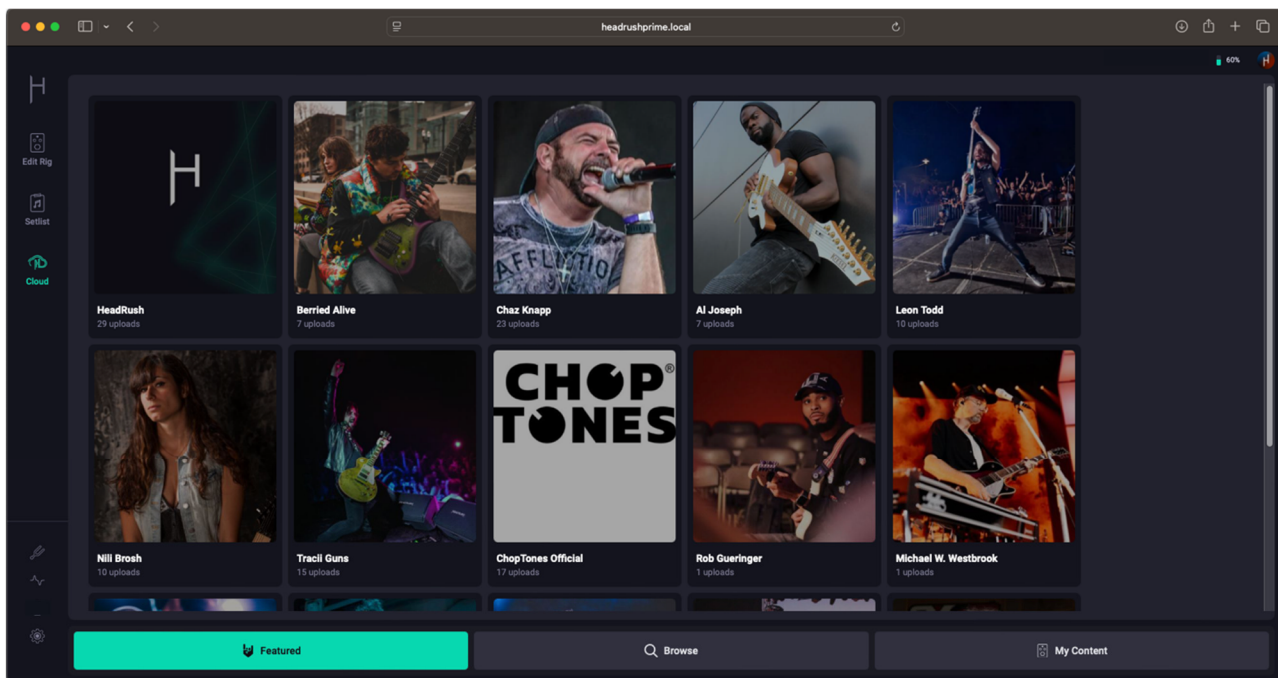 headrushprime.local
60%
H
Edit Rig
Setlist
Cloud
H
HeadRush
29 uploads
Berried Alive
7 uploads
AFFLICTIO
Chaz Knapp
23 uploads
Al Joseph
7 uploads
Leon Todd
10 uploads
Nili Brosh
10 uploads
Tracii Guns
15 uploads
CHOP®
TONES
ChopTones Official
17 uploads
Rob Gueringer
1 uploads
Michael W. Westbrook
1 uploads
Featured
Browse
My Content